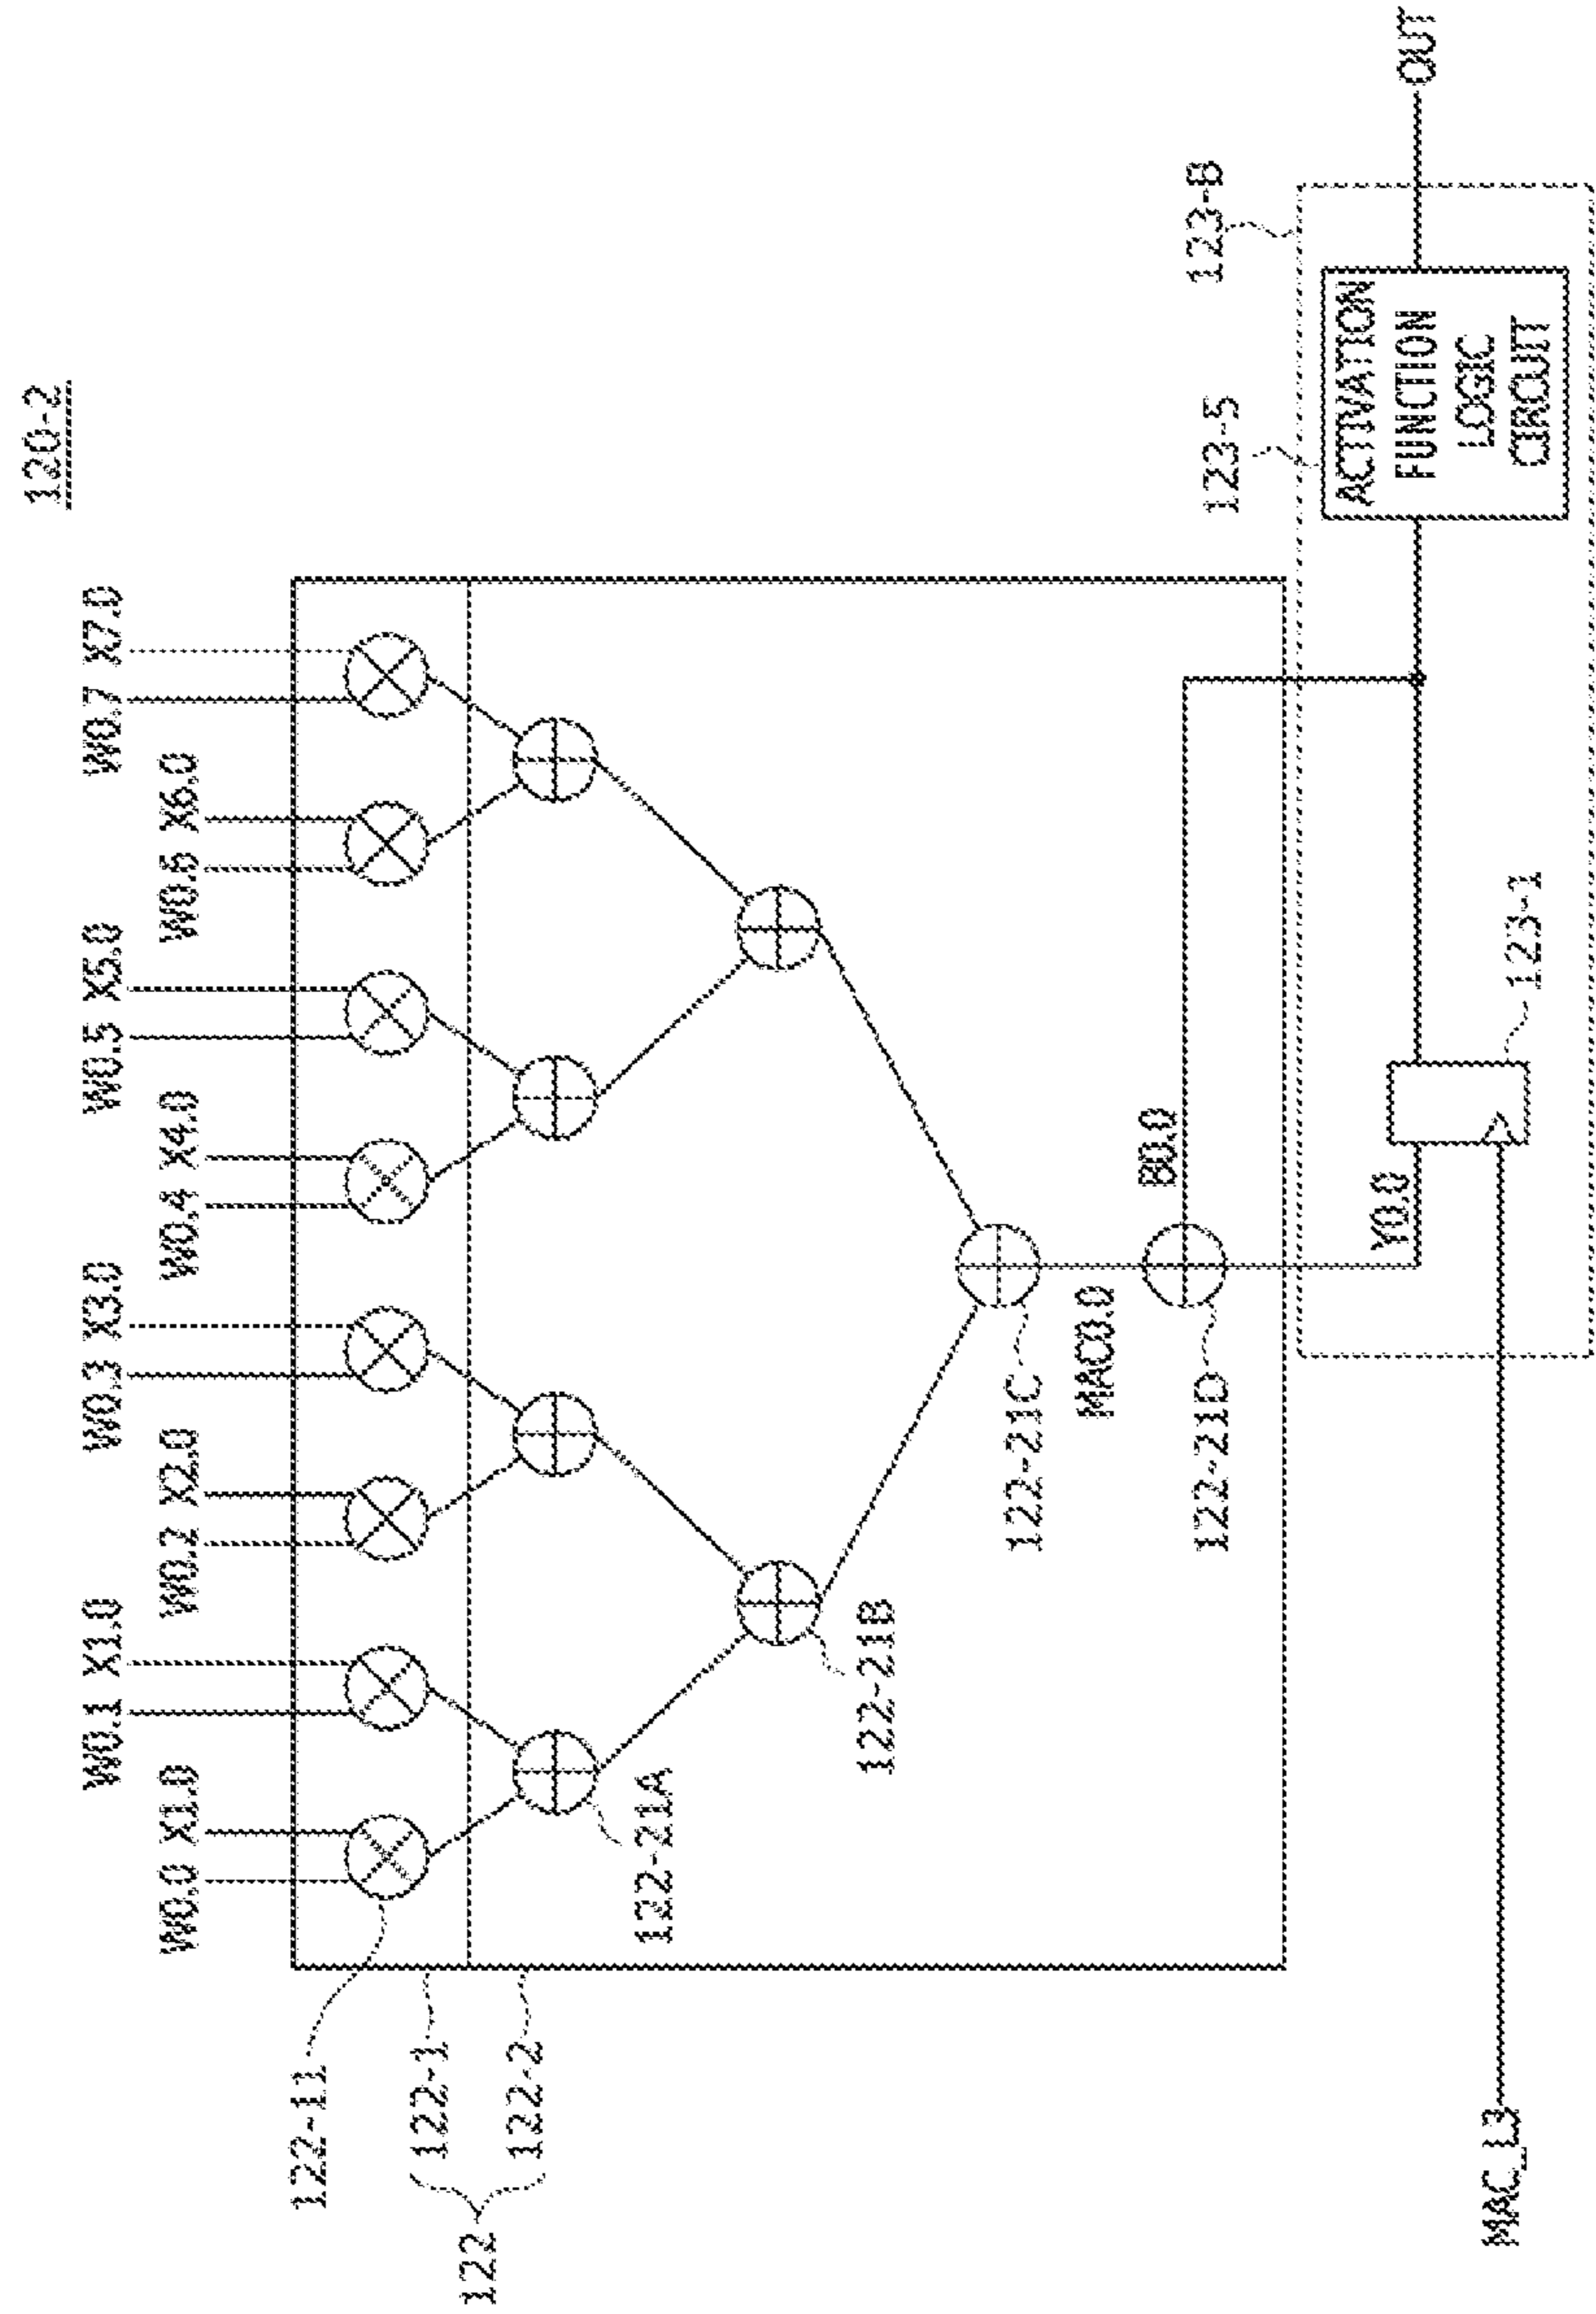 120-2
W0.1 X1.0
W0.3 X3.0
W0.5 X5.0
W0.7 X7.0
W0.0 X1.0
W0.2 X2.0
W0.4 X4.0
W0.6 X6.0
122-11
122-1
122-2
122
122-21A
122-21B
122-21C
MAC0.0
B0.0
122-21D
123-B
123-5
ACTIVATION
FUNCTION
LOGIC
CIRCUIT
Y0.0
OUT
123-1
MAC_L3